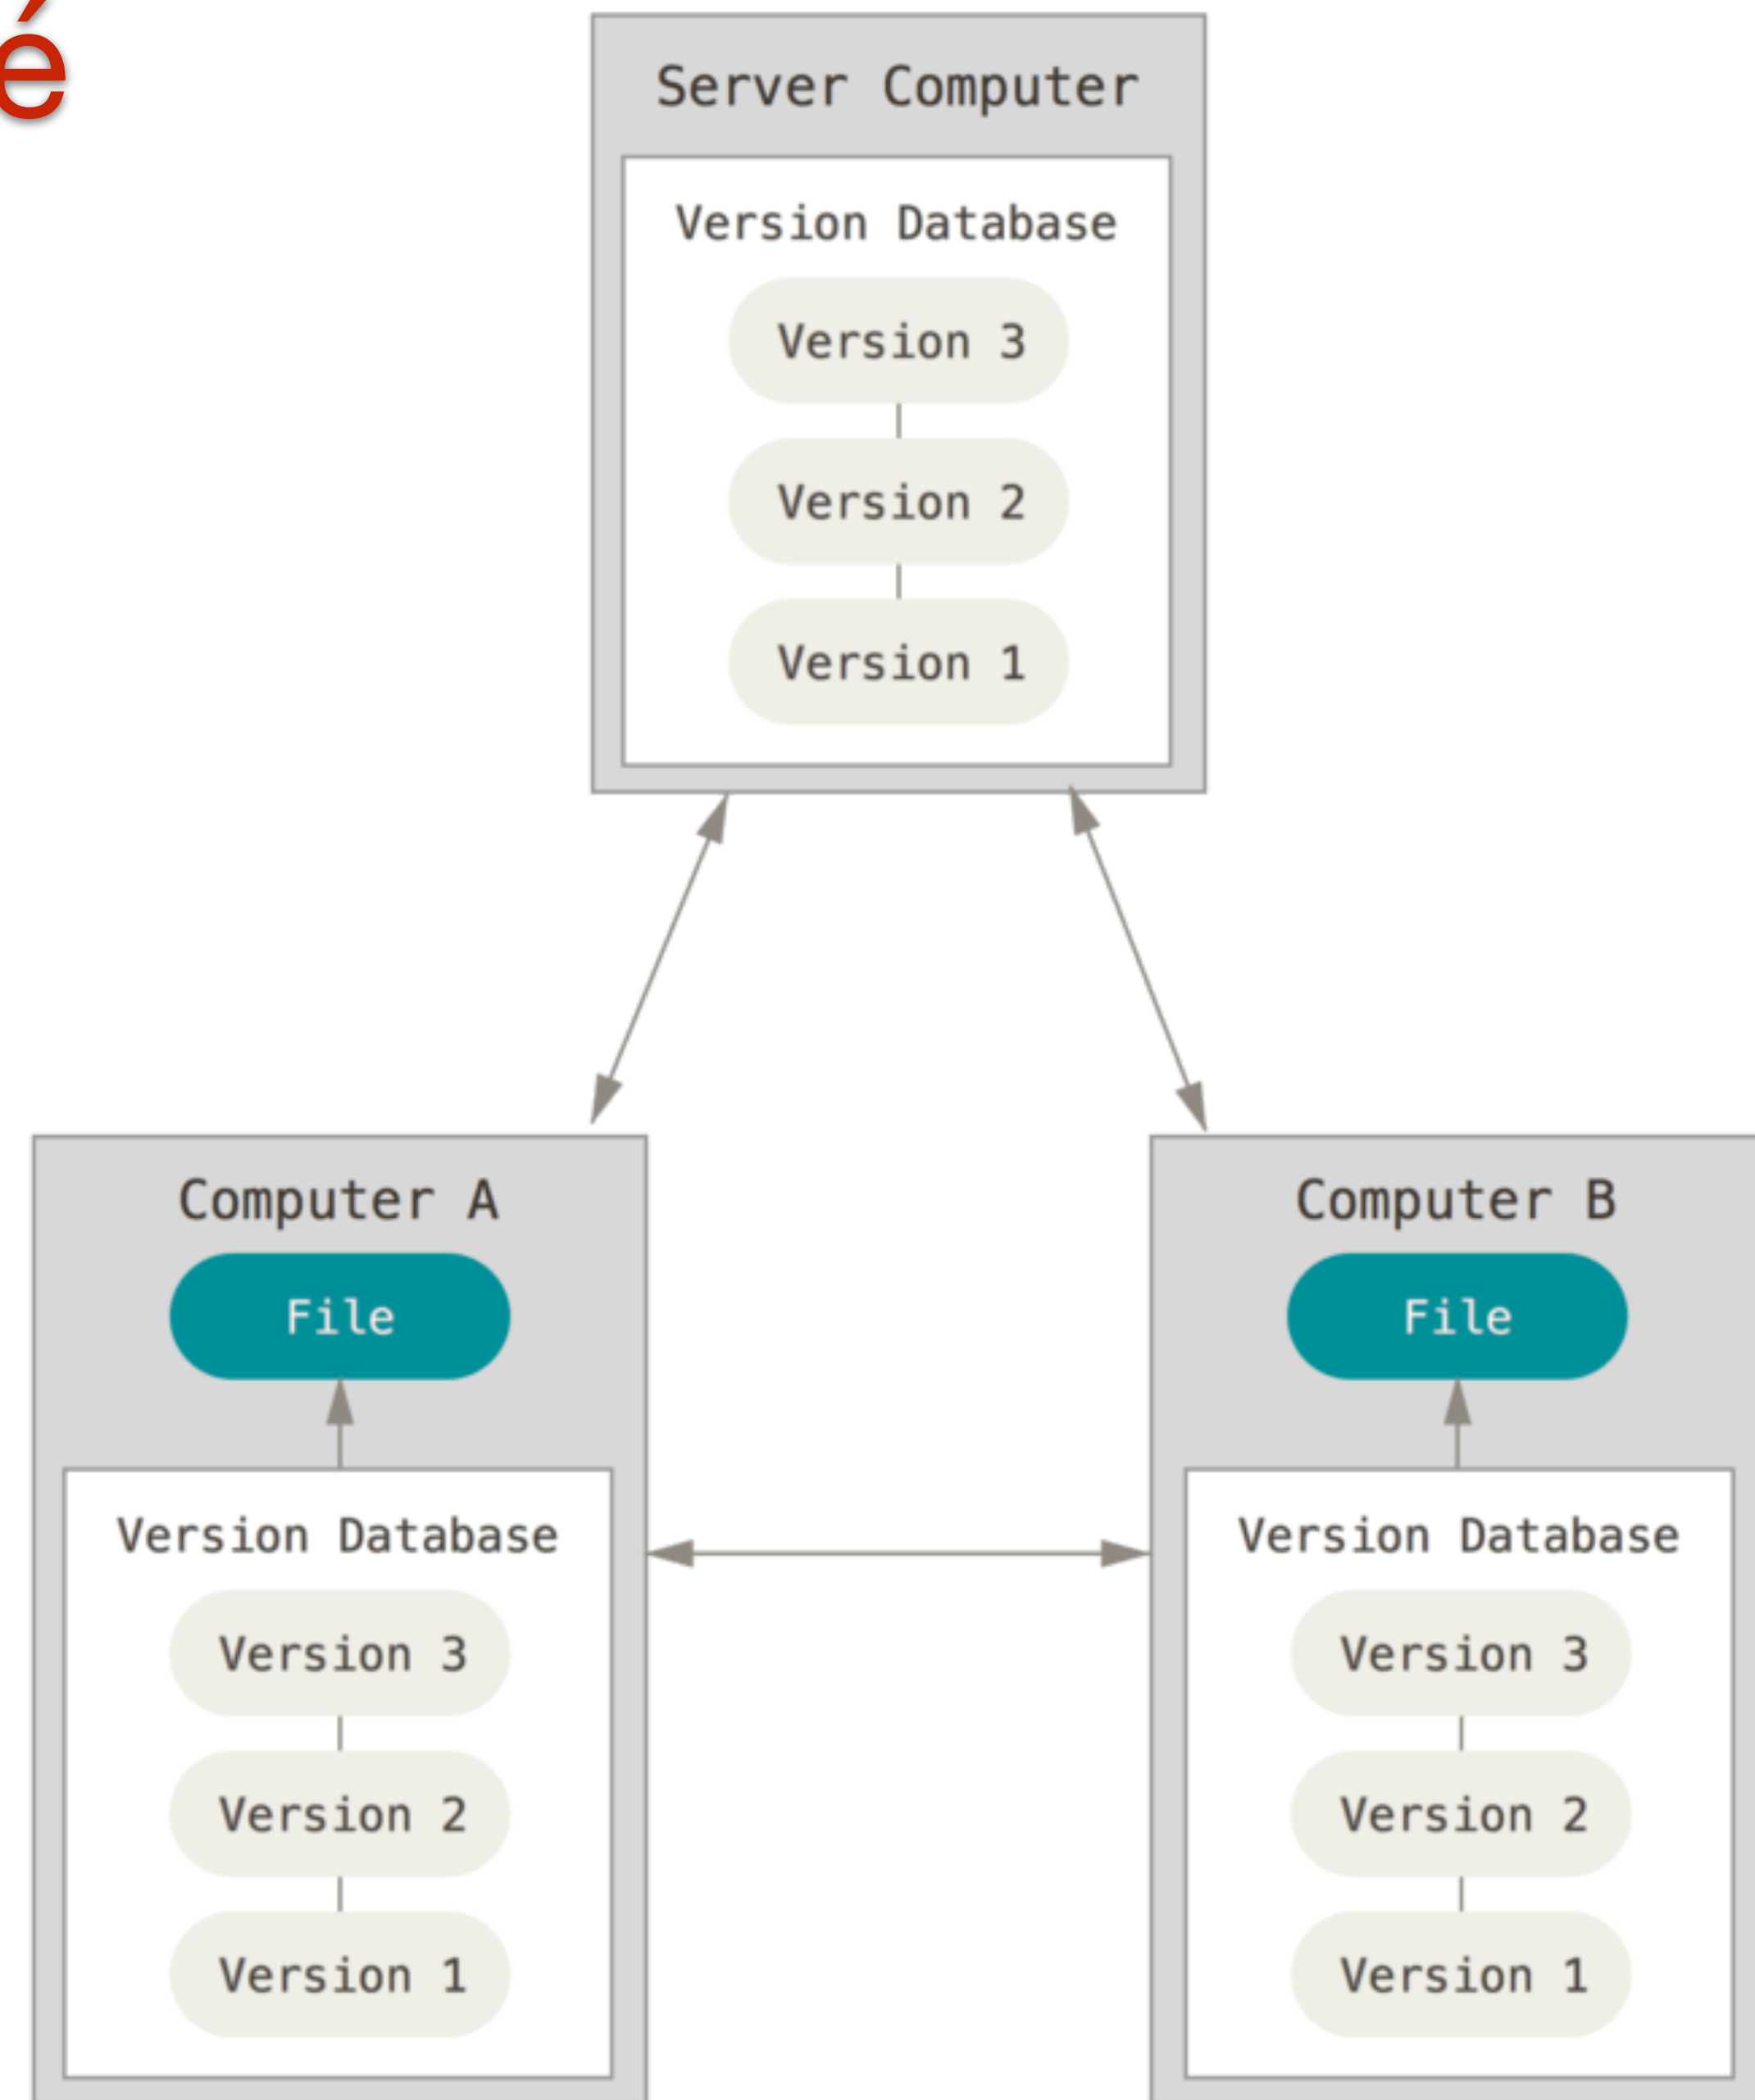 é
Server Computer
Version Database
Version 3
Version 2
Version 1
Computer A
File
Version Database
Version 3
Version 2
Version 1
Computer B
File
Version Database
Version 3
Version 2
Version 1